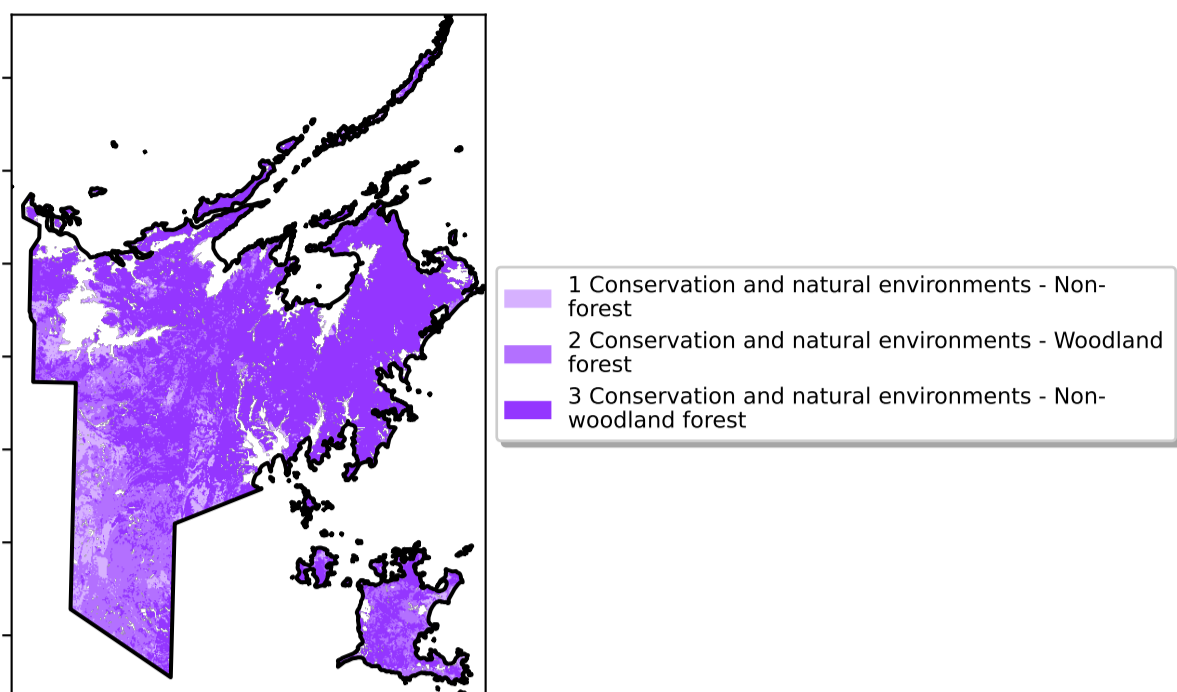 1 Conservation and natural environments - Non-
forest
2 Conservation and natural environments - Woodland
forest
3 Conservation and natural environments - Non-
woodland forest